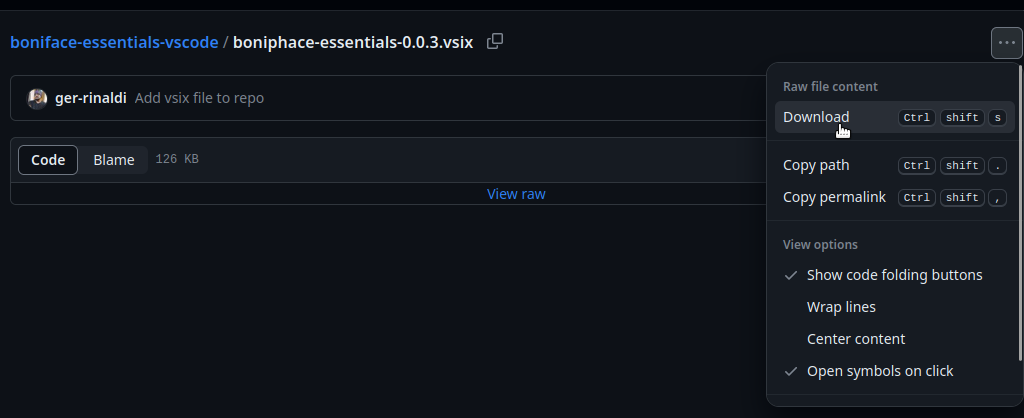 boniface-essentials-vscode / boniphace-essentials-0.0.3.vsix
ger-rinaldi Add vsix file to repo
Code Blame 126 KB
View raw
Raw file content
Download Ctrl shift s
Copy path Ctrl shift .
Copy permalink Ctrl shift ,
View options
Show code folding buttons
Wrap lines
Center content
Open symbols on click